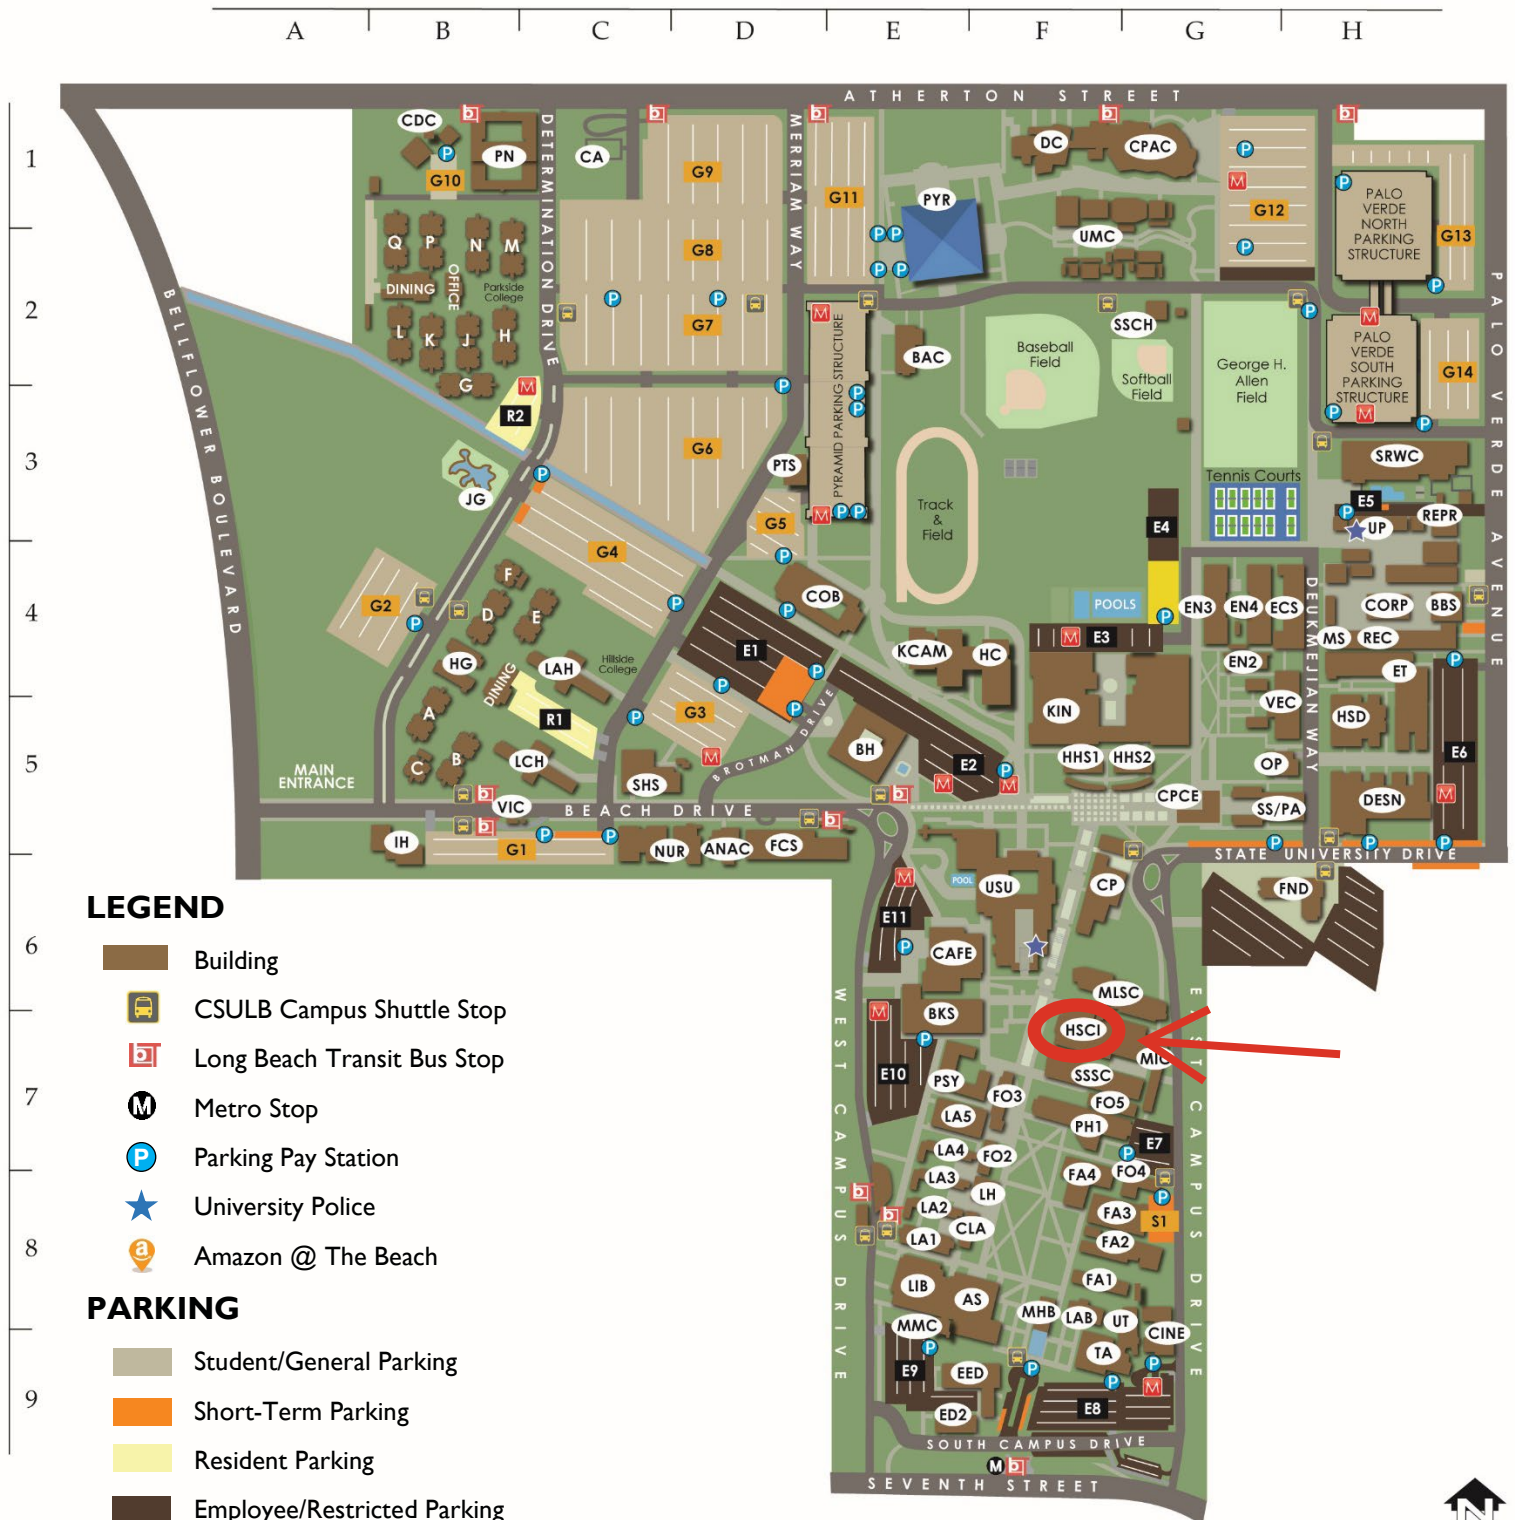 A B C D E F G H
ATHERTON STREET
1
CDC
PN
G10
DETERMINATION DRIVE
CA
G9
MERRIAM WAY
G11
PYR
DC
CPAC
G12
PALO
VERDE
NORTH
PARKING
STRUCTURE
G13
UMC
Q
P
N
M
G8
DINING
OFFICE
Parkside
College
2
BELLFLOWER BOULEVARD
L
K
J
H
G7
PYRAMID PARKING STRUCTURE
BAC
Baseball
Field
SSCH
Softball
Field
George H.
Allen
Field
PALO
VERDE
SOUTH
PARKING
STRUCTURE
G14
PALO VERDE AVENUE
G
R2
3
JG
G6
PTS
G5
Track
&
Field
Tennis Courts
SRWC
E5
REPR
UP
E4
G4
4
G2
F
D
E
COB
POOLS
EN3
EN4
ECS
DEUKMEJIAN WAY
CORP
BBS
MS
REC
E3
HG
LAH
Hillside
College
E1
KCAM
HC
EN2
ET
DINING
A
R1
G3
BROTMAN DRIVE
KIN
VEC
HSD
5
MAIN
ENTRANCE
C
B
LCH
SHS
BH
E2
HHS1
HHS2
OP
E6
VIC
BEACH DRIVE
CPCE
SS/PA
DESN
IH
G1
NUR
ANAC
FCS
STATE UNIVERSITY DRIVE
POOL
USU
CP
FND
E11
6
CAFE
MLSC
WEST CAMPUS DRIVE
EAST CAMPUS DRIVE
BKS
HSCI
MIC
7
E10
PSY
SSSC
FO3
FO5
LA5
PH1
E7
LA4
FO2
LA3
FA4
FO4
LH
LA2
FA3
S1
8
LA1
CLA
FA2
LIB
AS
FA1
MHB
LAB
UT
MMC
CINE
TA
9
E9
EED
E8
ED2
SOUTH CAMPUS DRIVE
M
SEVENTH STREET
N
LEGEND
Building
CSULB Campus Shuttle Stop
Long Beach Transit Bus Stop
M Metro Stop
P Parking Pay Station
University Police
a Amazon @ The Beach
PARKING
Student/General Parking
Short-Term Parking
Resident Parking
Employee/Restricted Parking